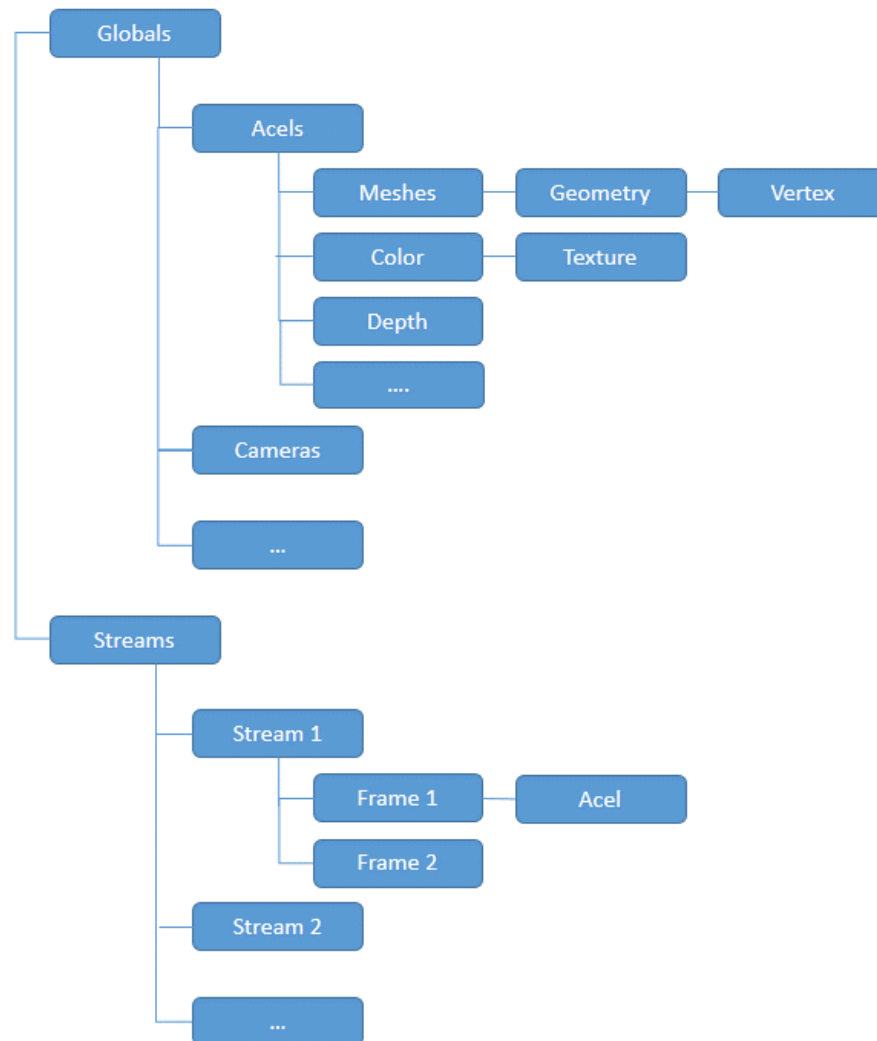 Globals
Acels
Meshes
Geometry
Vertex
Color
Texture
Depth
....
Cameras
...
Streams
Stream 1
Frame 1
Acel
Frame 2
Stream 2
...